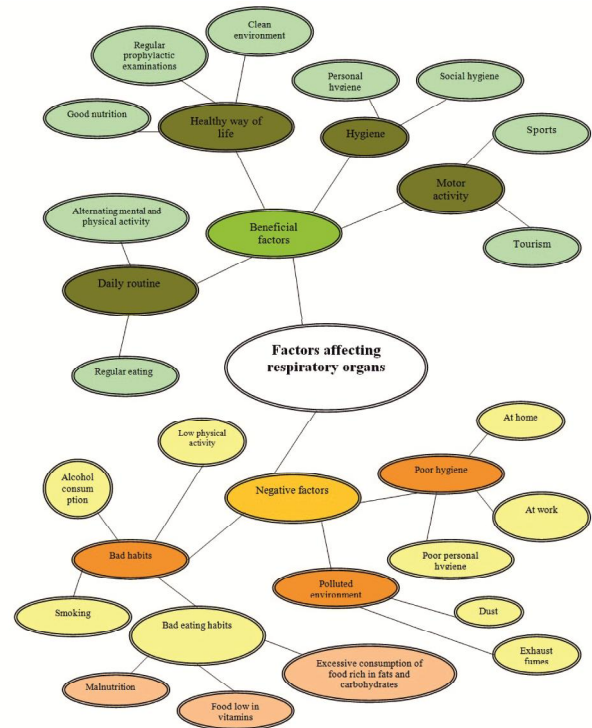 Clean
environment
Regular
prophylactic
examinations
Good nutrition
Healthy way of
life
Personal
hygiene
Social hygiene
Hygiene
Sports
Motor
activity
Tourism
Alternating mental and
physical activity
Beneficial
factors
Daily routine
Regular eating
Factors affecting
respiratory organs
Low physical
activity
At home
Alcohol
consum
ption
Poor hygiene
Negative factors
At work
Bad habits
Poor personal
hygiene
Polluted
environment
Smoking
Dust
Bad eating habits
Exhaust
fumes
Excessive consumption of
food rich in fats and
carbohydrates
Malnutrition
Food low in
vitamins